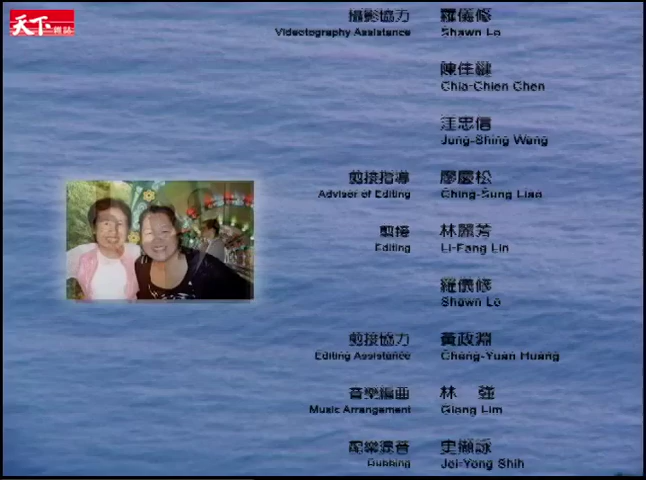 天下雜誌
攝影協力 羅儀修
Videotography Assistance Shawn Lo
陳佳
Chia-Chien Chen
汪忠信
Jung-Shing Wang
剪接指導 廖慶松
Advisor of Editing Ching-Sung Liao
剪接 林麗芳
Editing Li-Fang Lin
羅儀修
Shawn Lo
剪接協力 黃政淵
Editing Assistance Cheng-Yuan Huang
音樂編曲 林 強
Music Arrangement Giong Lim
配樂混音 史擷詠
Dubbing Jei-Yong Shih